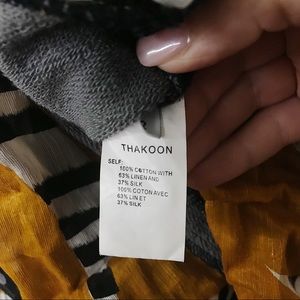 THAKOON
SELF:
100% COTTON WITH
63% LINEN AND
37% SILK
100% COTON AVEC
63% LIN ET
37% SILK